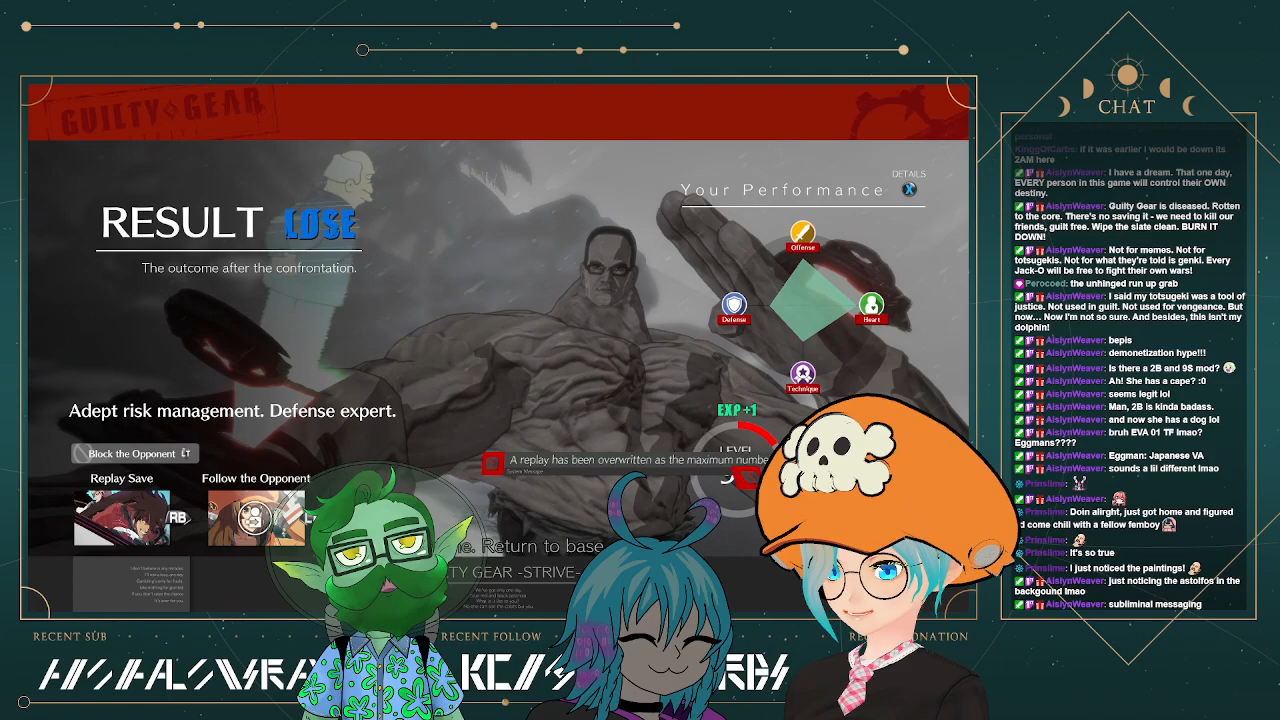 GUILTY GEAR
RESULT LOSE
The outcome after the confrontation.
Your Performance
DETAILS
X
Offense
Defense
Heart
Technique
Adept risk management. Defense expert.
Block the Opponent LT
Replay Save
Follow the Opponent
RB
EXP +1
LEVEL
A replay has been overwritten as the maximum numbe
System Message
Return to base
TY GEAR -STRIVE-
RECENT SUB
RECENT FOLLOW
CHAT
personal
KinggOfCarbs: if it was earlier i would be down its
2AM here
AislynWeaver: I have a dream. That one day,
EVERY person in this game will control their OWN
destiny.
AislynWeaver: Guilty Gear is diseased. Rotten
to the core. There's no saving it - we need to kill our
friends, guilt free. Wipe the slate clean. BURN IT
DOWN!
AislynWeaver: Not for memes. Not for
totsugekis. Not for what they're told is genki. Every
Jack-O will be free to fight their own wars!
Perocoed: the unhinged run up grab
AislynWeaver: I said my totsugeki was a tool of
justice. Not used in guilt. Not used for vengeance. But
now… Now I'm not so sure. And besides, this isn't my
dolphin!
AislynWeaver: bepis
AislynWeaver: demonetization hype!!!
AislynWeaver: Is there a 2B and 9S mod?
AislynWeaver: Ah! She has a cape? :0
AislynWeaver: seems legit lol
AislynWeaver: Man, 2B is kinda badass.
AislynWeaver: and now she has a dog lol
AislynWeaver: bruh EVA 01 TF lmao?
Eggmans????
AislynWeaver: Eggman: Japanese VA
AislynWeaver: sounds a lil different lmao
Prinslime:
AislynWeaver:
Prinslime: Doin alirght, just got home and figured
d come chill with a fellow femboy
Prinslime:
Prinslime: It's so true
Prinslime: I just noticed the paintings!
AislynWeaver: just noticing the astolfo in the
backgound lmao
AislynWeaver: subliminal messaging